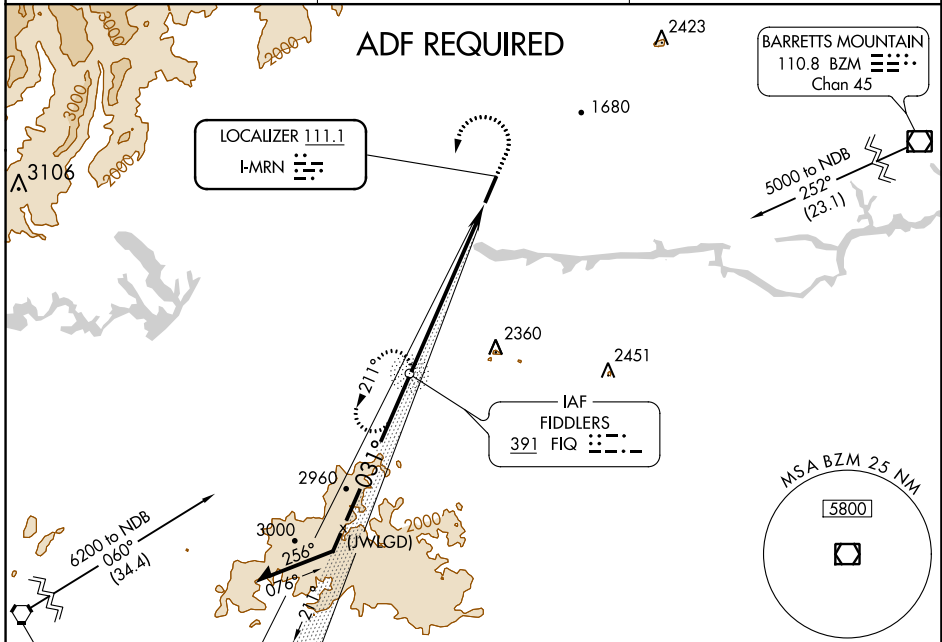 ADF REQUIRED
2423
BARRETTS MOUNTAIN
110.8 BZM
Chan 45
1680
2000
3000
2000
3106
LOCALIZER 111.1
I-MRN
5000 to NDB
252°
(23.1)
2360
2451
211°
IAF
FIDDLERS
391 FIQ
031°
2960
3000
2000
(JWLGD)
256°
076°
211°
6200 to NDB
060°
(34.4)
MSA BZM 25 NM
5800